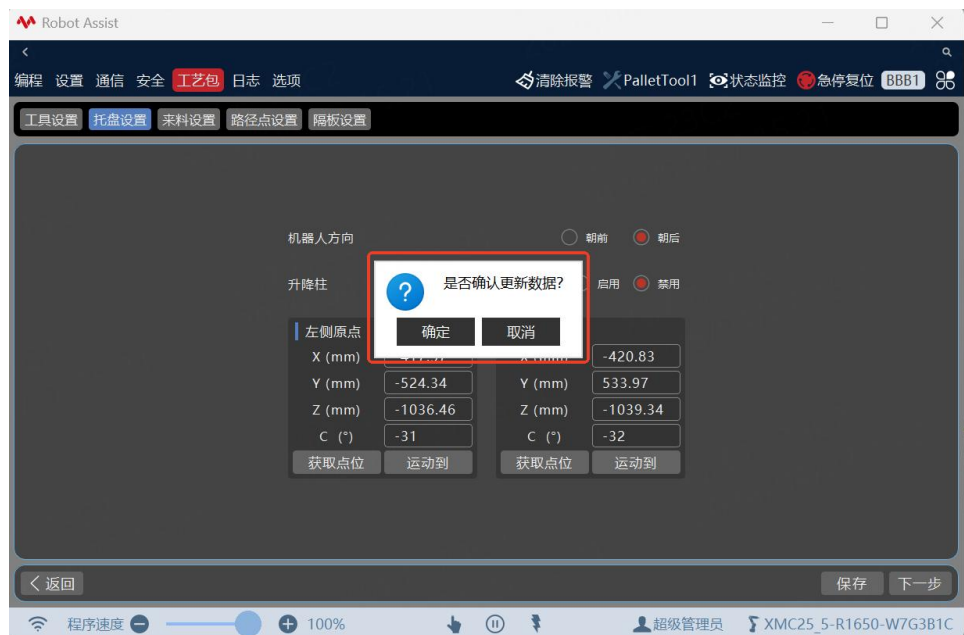 Robot Assist
编程 设置 通信 安全 工艺包 日志 选项 清除报警 PalletTool1 状态监控 急停复位 BBB1
工具设置 托盘设置 来料设置 路径点设置 隔板设置
机器人方向 朝前 朝后
升降柱 启用 禁用
是否确认更新数据?
确定 取消
左侧原点
X (mm) -420.83
Y (mm) -524.34 Y (mm) 533.97
Z (mm) -1036.46 Z (mm) -1039.34
C (°) -31 C (°) -32
获取点位 运动到 获取点位 运动到
返回 保存 下一步
程序速度 100% 超级管理员 XMC25_5-R1650-W7G3B1C